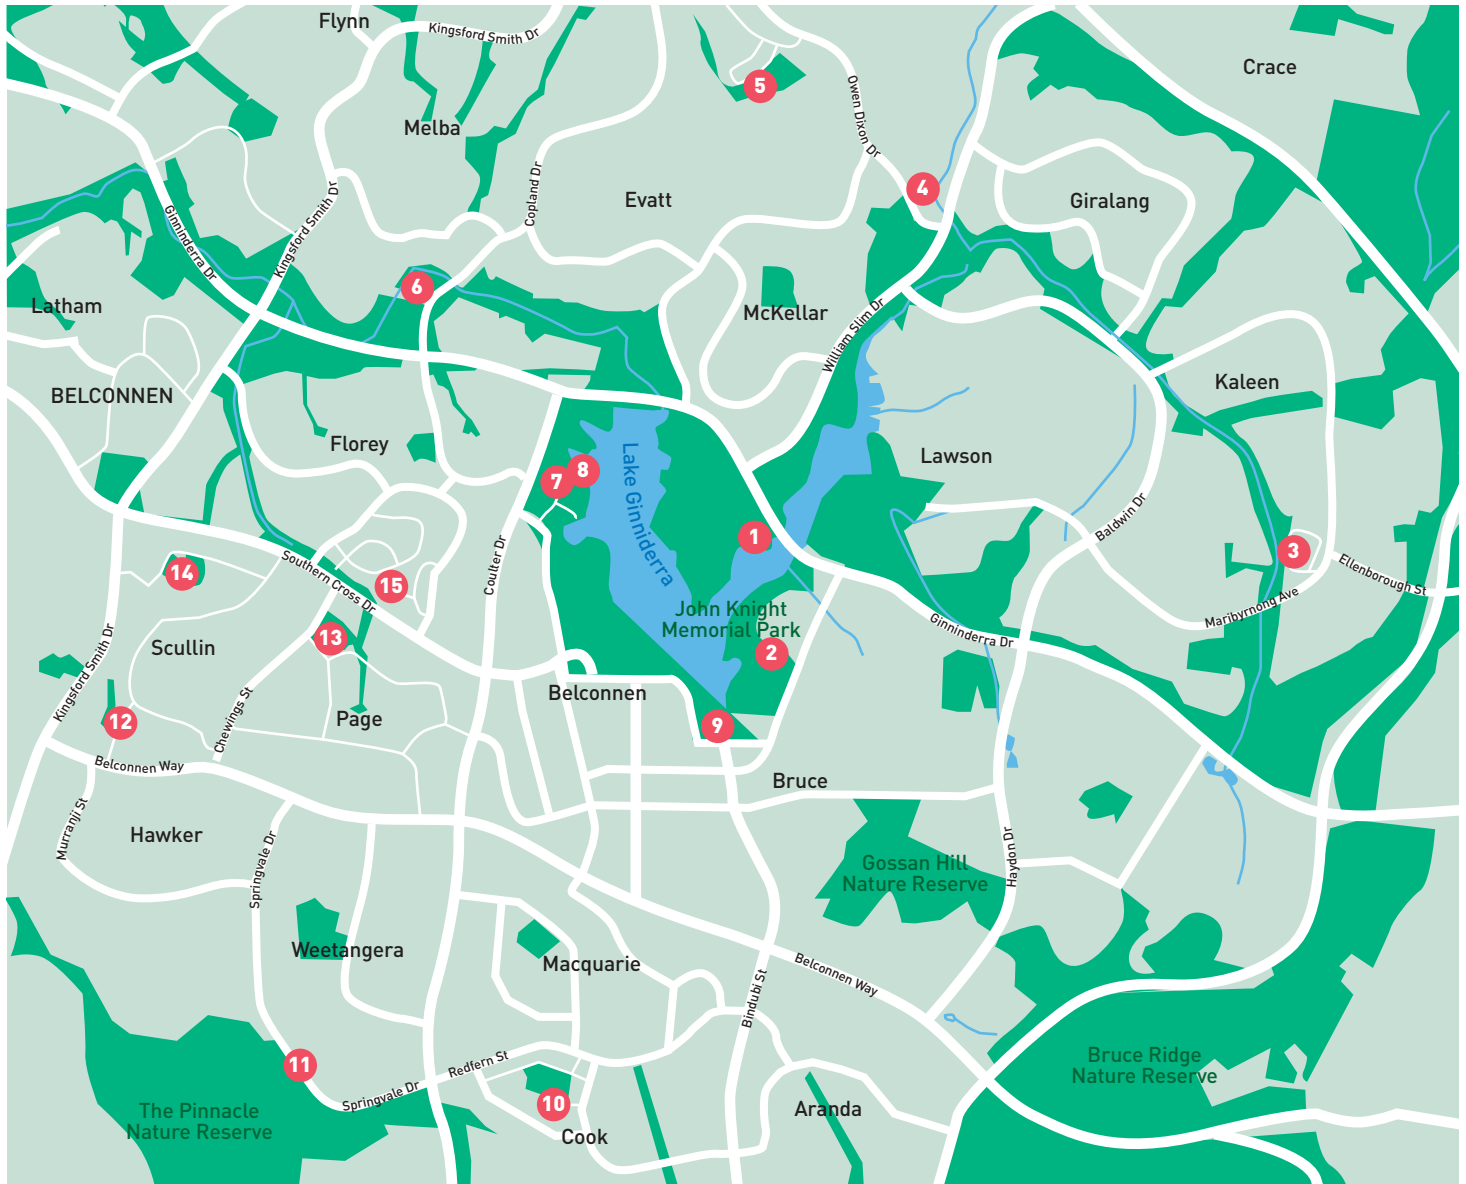 Flynn
Kingsford Smith Dr
Crace
5
Owen Dixon Dr
Melba
Copland Dr
Evatt
4
Giralang
Ginninderra Dr
Kingsford Smith Dr
6
Latham
McKellar
William Slim Dr
BELCONNEN
Kaleen
Florey
Lawson
7
8
Lake Ginniderra
1
Baldwin Dr
3
Ellenborough St
Maribyrnong Ave
14
Southern Cross Dr
15
Coulter Dr
John Knight
Memorial Park
Ginninderra Dr
13
Scullin
2
Kingsford Smith Dr
Belconnen
12
Chewings St
Page
9
Belconnen Way
Bruce
Murranji St
Hawker
Springvale Dr
Gossan Hill
Nature Reserve
Haydon Dr
Weetangera
Macquarie
Belconnen Way
Bindubi St
11
Redfern St
Springvale Dr
Bruce Ridge
Nature Reserve
10
The Pinnacle
Nature Reserve
Aranda
Cook